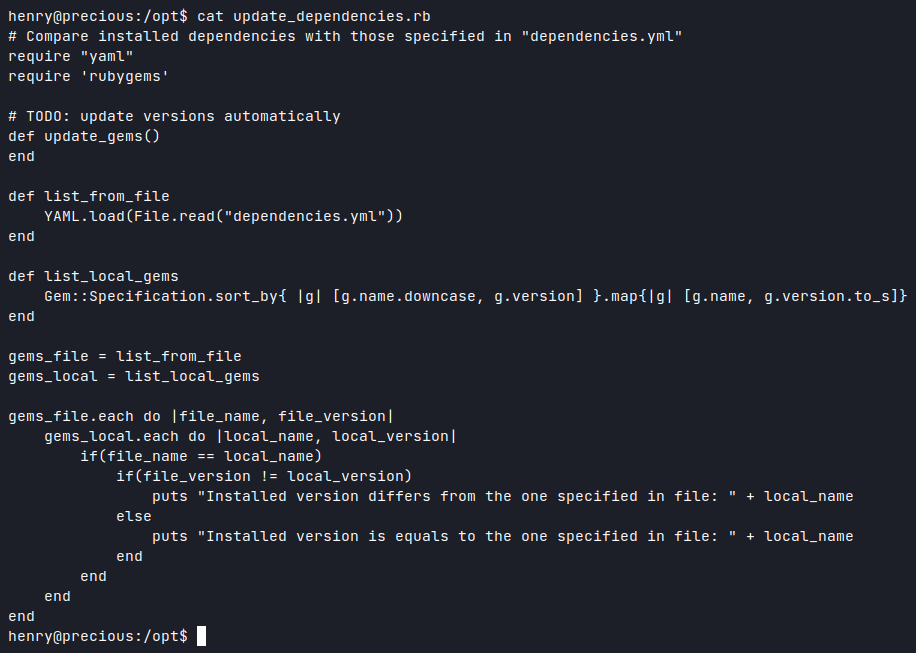 henry@precious:/opt$ cat update_dependencies.rb
# Compare installed dependencies with those specified in "dependencies.yml"
require "yaml"
require 'rubygems'

# TODO: update versions automatically
def update_gems()
end

def list_from_file
    YAML.load(File.read("dependencies.yml"))
end

def list_local_gems
    Gem::Specification.sort_by{ |g| [g.name.downcase, g.version] }.map{|g| [g.name, g.version.to_s]}
end

gems_file = list_from_file
gems_local = list_local_gems

gems_file.each do |file_name, file_version|
    gems_local.each do |local_name, local_version|
        if(file_name == local_name)
            if(file_version != local_version)
                puts "Installed version differs from the one specified in file: " + local_name
            else
                puts "Installed version is equals to the one specified in file: " + local_name
            end
        end
    end
end
henry@precious:/opt$